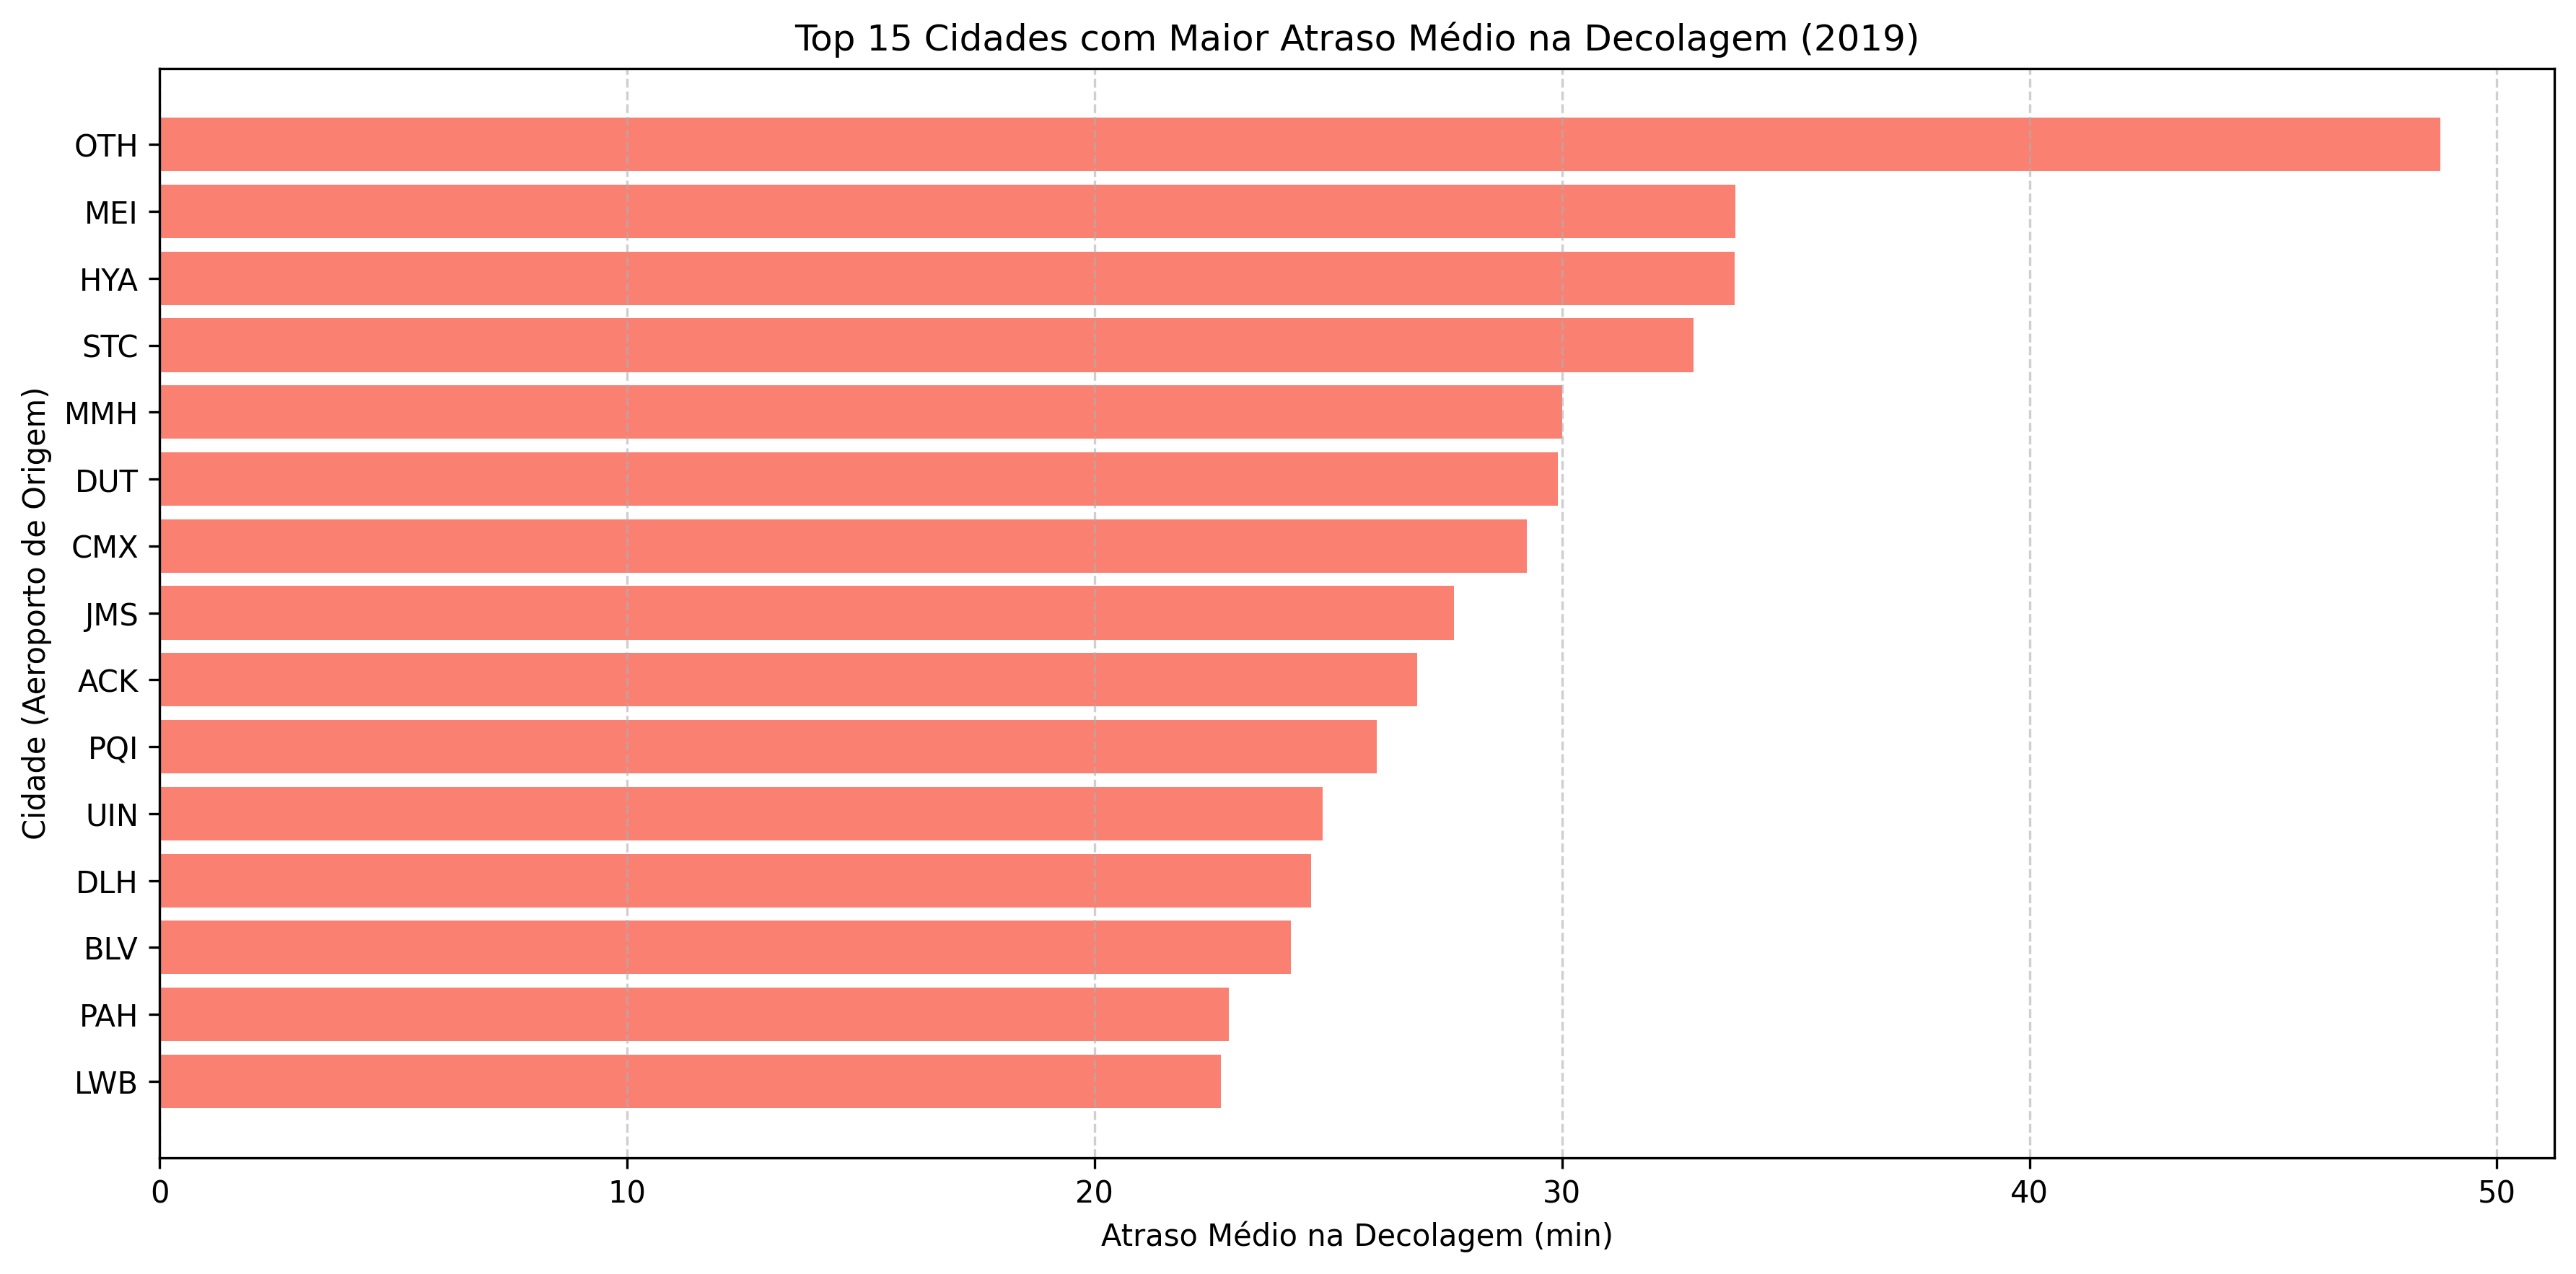 Top 15 Cidades com Maior Atraso Médio na Decolagem (2019)
Cidade (Aeroporto de Origem)
OTH
MEI
HYA
STC
MMH
DUT
CMX
JMS
ACK
PQI
UIN
DLH
BLV
PAH
LWB
0 10 20 30 40 50
Atraso Médio na Decolagem (min)